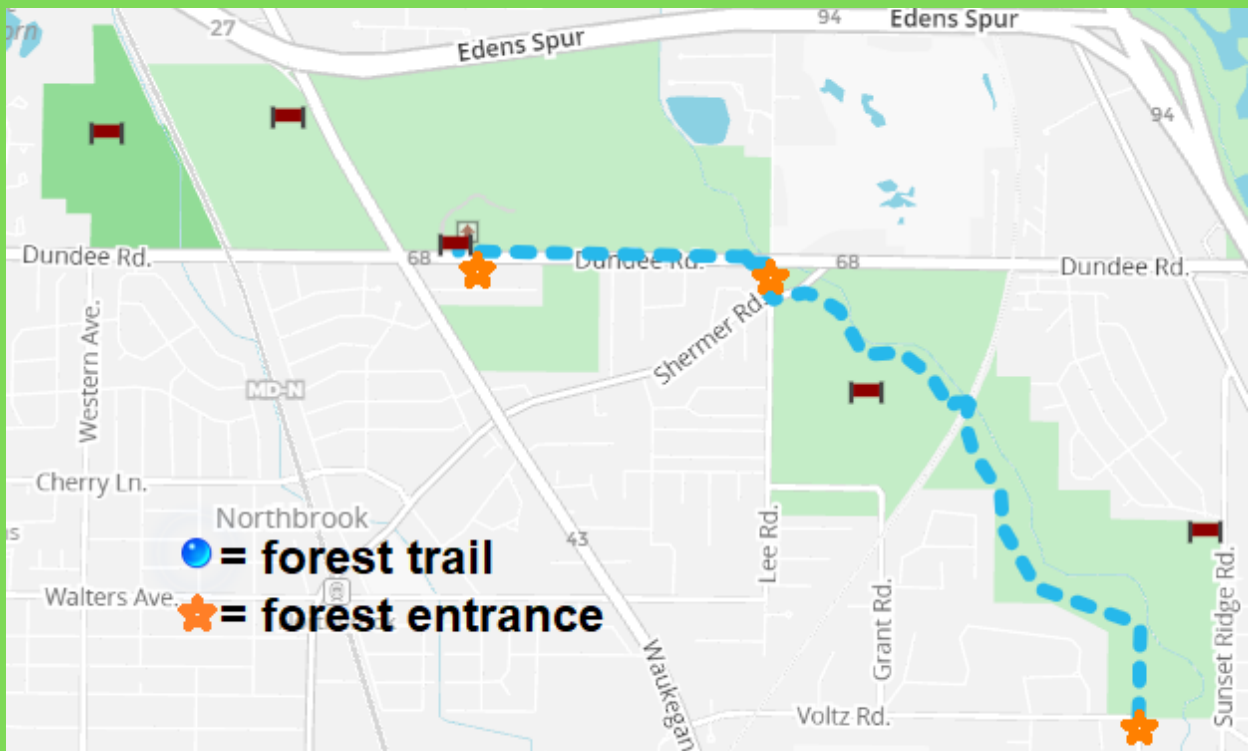 27
94
Edens Spur
Edens Spur
94
Dundee Rd.
68
Dundee Rd.
68
Dundee Rd.
Western Ave.
Shermer Rd.
MD-N
Cherry Ln.
Northbrook
43
Lee Rd.
= forest trail
Walters Ave.
= forest entrance
Grant Rd.
Sunset Ridge Rd.
Waukegan
Voltz Rd.